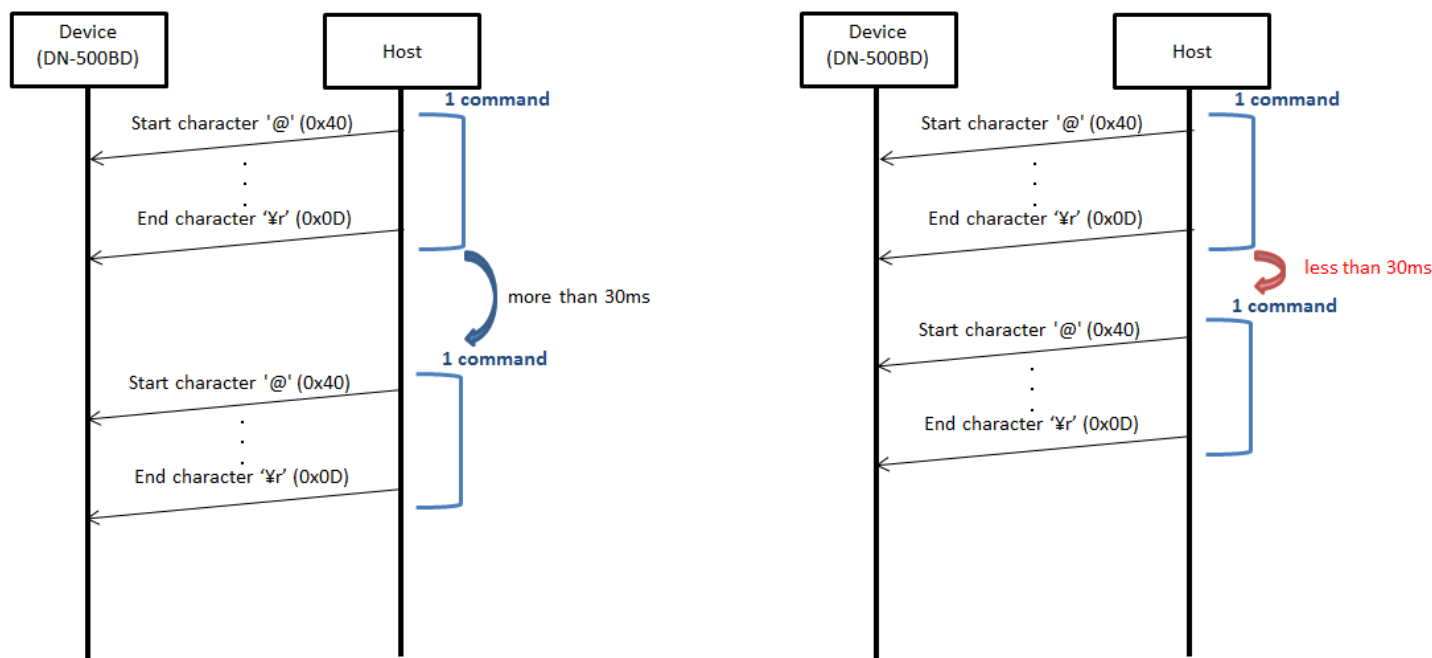 Device
(DN-500BD)
Host
1 command
Start character '@' (0x40)
End character ‘¥r’ (0x0D)
more than 30ms
1 command
Start character '@' (0x40)
End character ‘¥r’ (0x0D)
Device
(DN-500BD)
Host
1 command
Start character '@' (0x40)
End character ‘¥r’ (0x0D)
less than 30ms
1 command
Start character '@' (0x40)
End character ‘¥r’ (0x0D)